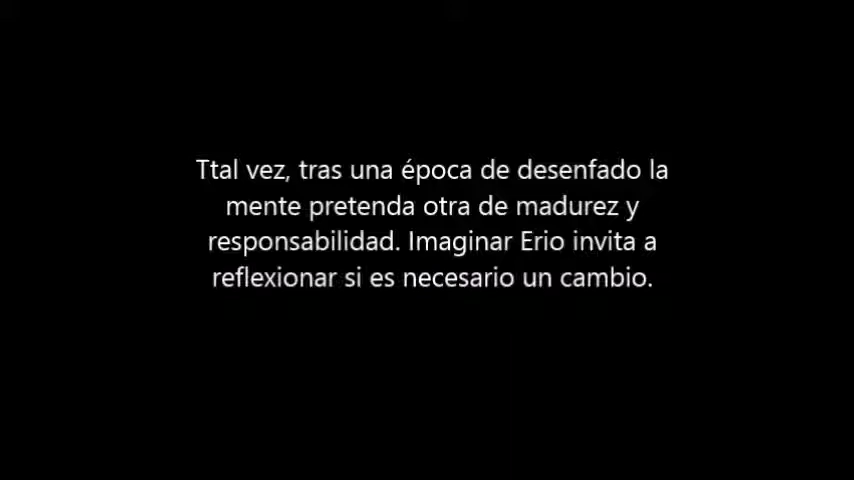 Ttal vez, tras una época de desenfado la
mente pretenda otra de madurez y
responsabilidad. Imaginar Erio invita a
reflexionar si es necesario un cambio.